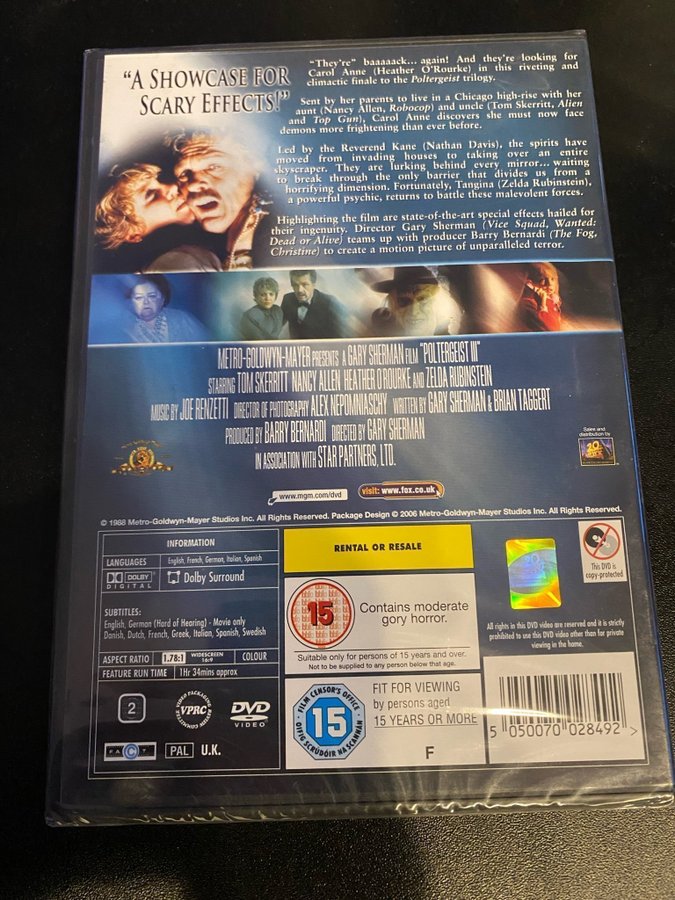 "A SHOWCASE FOR
SCARY EFFECTS!"
"They're" baaaaack... again! And they're looking for
Carol Anne (Heather O'Rourke) in this riveting and
climactic finale to the Poltergeist trilogy.
Sent by her parents to live in a Chicago high-rise with her
aunt (Nancy Allen, Robocop) and uncle (Tom Skerritt, Alien
and Top Gun), Carol Anne discovers she must now face
demons more frightening than ever before.
Led by the Reverend Kane (Nathan Davis), the spirits have
moved from invading houses to taking over an entire
skyscraper. They are lurking behind every mirror... waiting
to break through the only barrier that divides us from a
horrifying dimension. Fortunately, Tangina (Zelda Rubinstein),
a powerful psychic, returns to battle these malevolent forces.
Highlighting the film are state-of-the-art special effects hailed for
their ingenuity. Director Gary Sherman (Vice Squad, Wanted:
Dead or Alive) teams up with producer Barry Bernardi (The Fog,
Christine) to create a motion picture of unparalleled terror.
METRO-GOLDWYN-MAYER PRESENTS A GARY SHERMAN FILM "POLTERGEIST III"
STARRING TOM SKERRITT NANCY ALLEN HEATHER O'ROURKE AND ZELDA RUBINSTEIN
MUSIC BY JOE RENZETTI DIRECTOR OF PHOTOGRAPHY ALEX NEPOMNIASCHY WRITTEN BY GARY SHERMAN & BRIAN TAGGERT
PRODUCED BY BARRY BERNARDI DIRECTED BY GARY SHERMAN
IN ASSOCIATION WITH STAR PARTNERS, LTD.
Sales and
distribution by
www.mgm.com/dvd
visit: www.fox.co.uk
© 1988 Metro-Goldwyn-Mayer Studios Inc. All Rights Reserved. Package Design © 2006 Metro-Goldwyn-Mayer Studios Inc. All Rights Reserved.
INFORMATION
LANGUAGES English, French, German, Italian, Spanish
DOLBY DIGITAL Dolby Surround
SUBTITLES:
English, German (Hard of Hearing) - Movie only
Danish, Dutch, French, Greek, Italian, Spanish, Swedish
ASPECT RATIO 1.78:1 WIDESCREEN 16:9 COLOUR
FEATURE RUN TIME 1Hr 34mins approx
2
VPRC
DVD
VIDEO
FACT
PAL U.K.
RENTAL OR RESALE
15
Contains moderate
gory horror.
Suitable only for persons of 15 years and over.
Not to be supplied to any person below that age.
FILM CENSOR'S OFFICE
15
OIFIG SCRÚDÓIR NA SCANNÁN
FIT FOR VIEWING
by persons aged
15 YEARS OR MORE
F
This DVD is
copy-protected
All rights in this DVD video are reserved and it is strictly
prohibited to use this DVD video other than for private
viewing in the home.
5 050070 028492 >